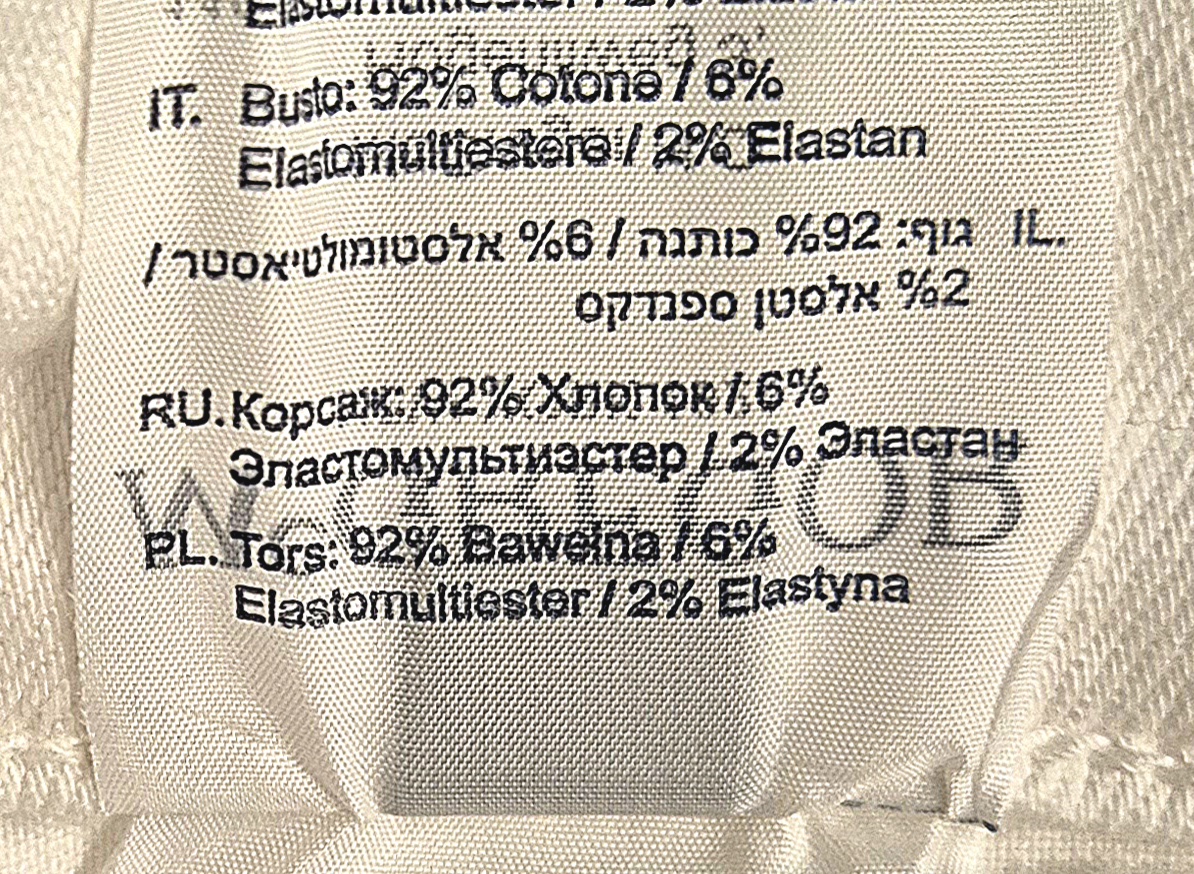 IT. Busto: 92% Cotone / 6%
Elastomultiestere / 2% Elastan
IL. גוף: 92% כותנה / 6% אלסטומולטיאסטר /
2% אלסטן ספנדקס
RU. Корсаж: 92% Хлопок / 6%
Эластомультиэстер / 2% Эластан
PL. Tors: 92% Bawełna / 6%
Elastomultiester / 2% Elastyna